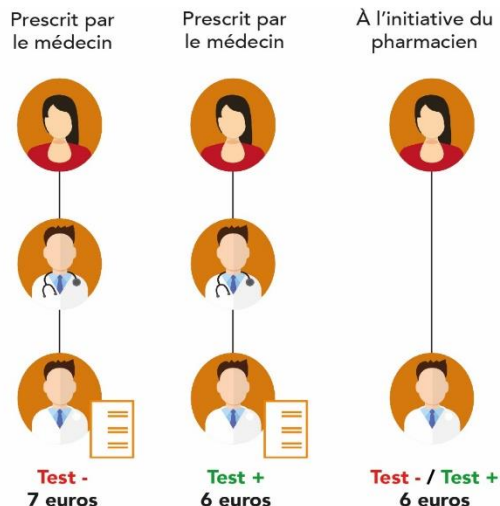 Prescrit par
le médecin
Prescrit par
le médecin
À l'initiative du
pharmacien
Test -
7 euros
Test +
6 euros
Test - / Test +
6 euros